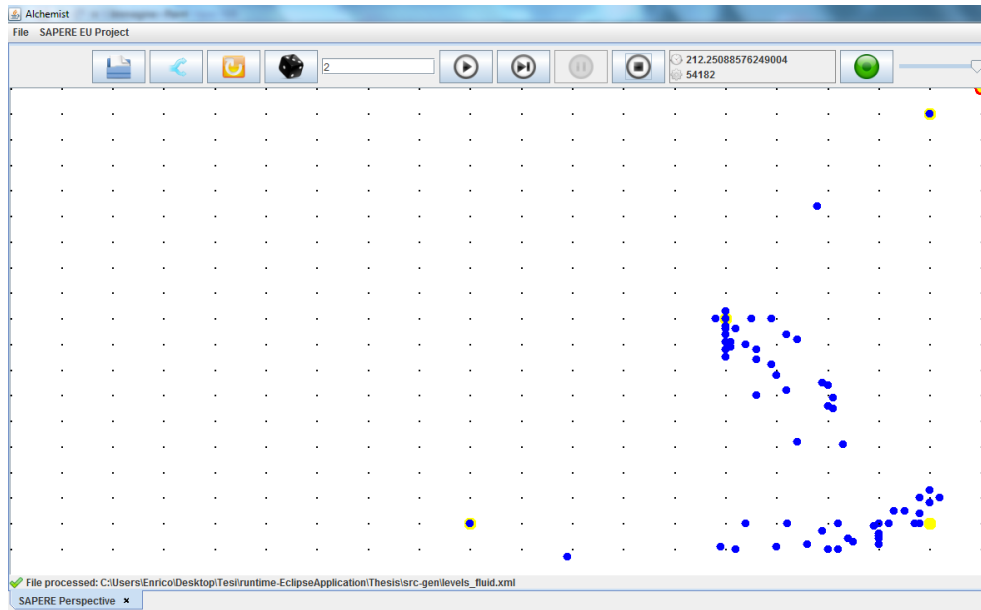 Alchemist
File SAPERE EU Project
2
212.25088576249004
54182
File processed: C:\Users\Enrico\Desktop\Tesi\runtime-EclipseApplication\Thesis\src-gen\levels_fluid.xml
SAPERE Perspective ×